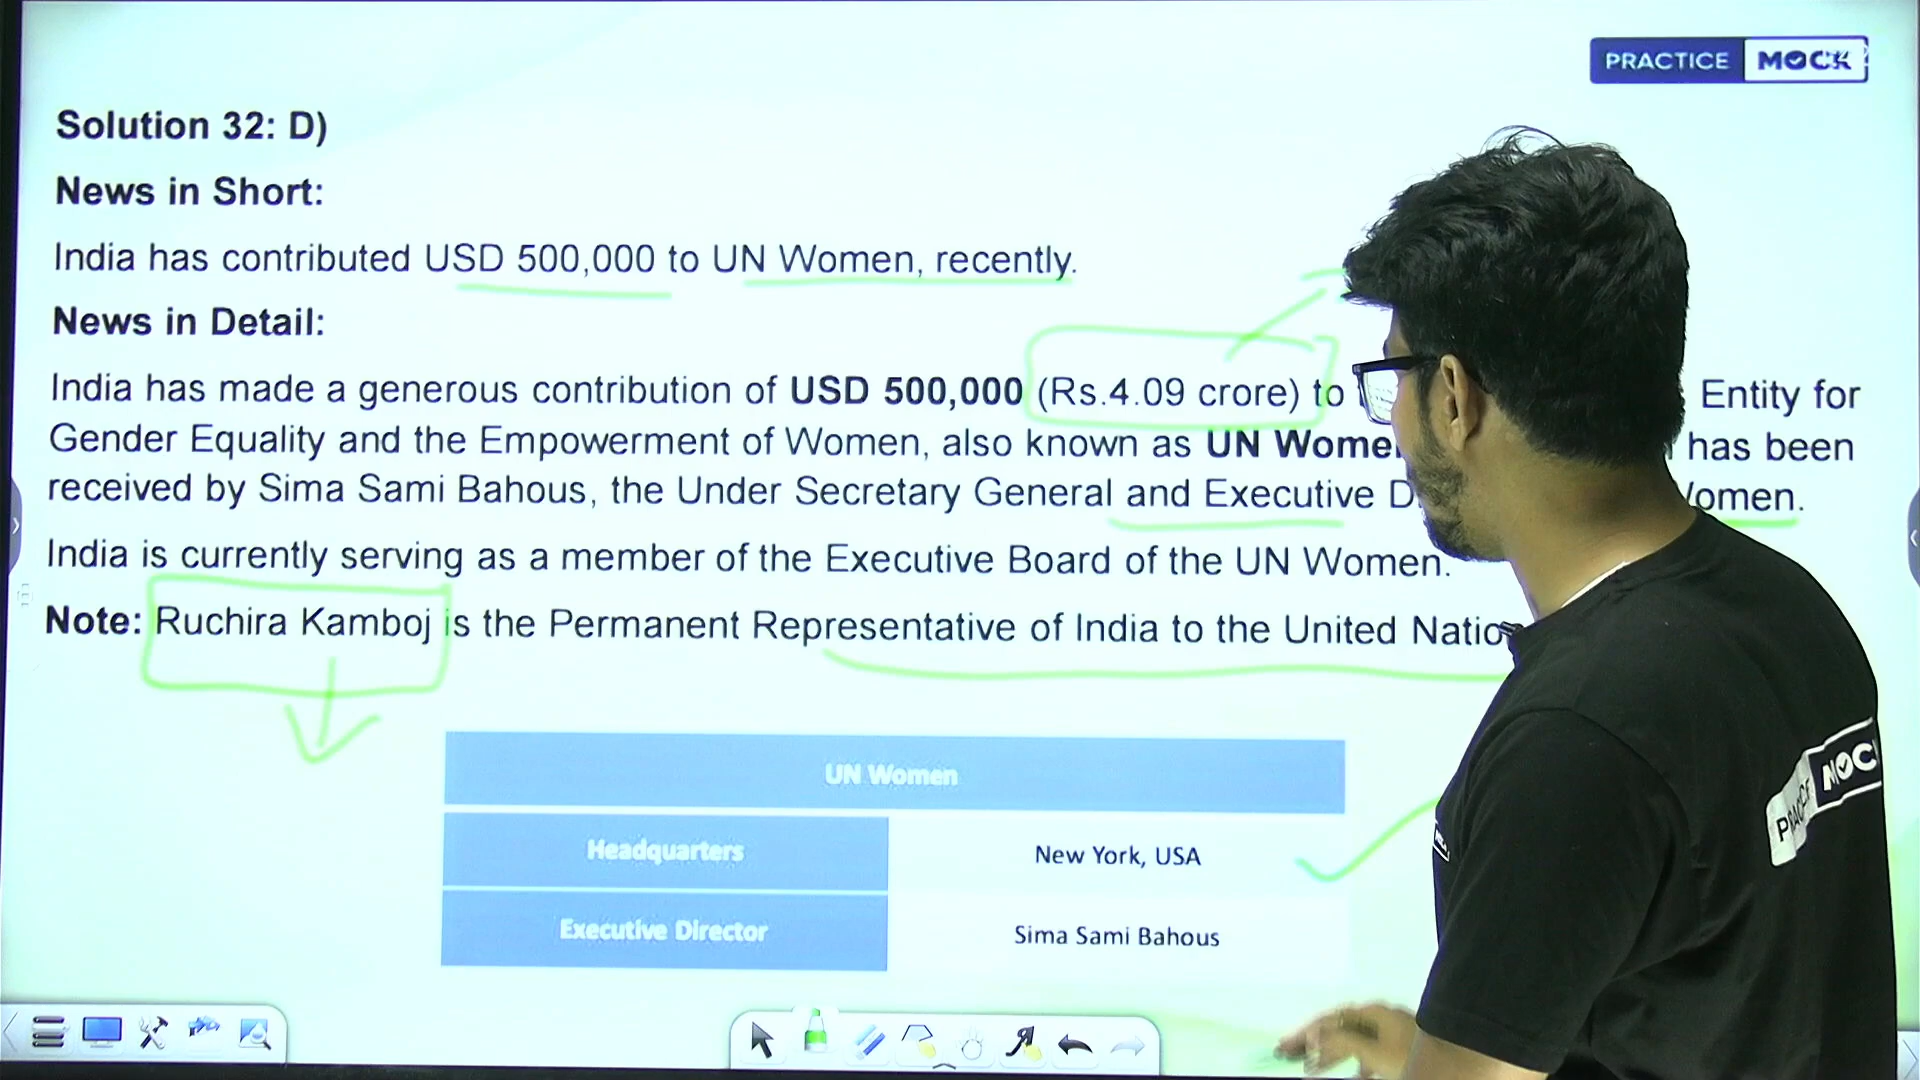 PRACTICE MOCK
Solution 32: D)
News in Short:
India has contributed USD 500,000 to UN Women, recently.
News in Detail:
India has made a generous contribution of USD 500,000 (Rs.4.09 crore) to Entity for
Gender Equality and the Empowerment of Women, also known as UN has been
received by Sima Sami Bahous, the Under Secretary General and Executive
India is currently serving as a member of the Executive Board of the UN Women.
Note: Ruchira Kamboj is the Permanent Representative of India to the United
UN Women
Headquarters New York, USA
Executive Director Sima Sami Bahous
PRACTICE MOCK